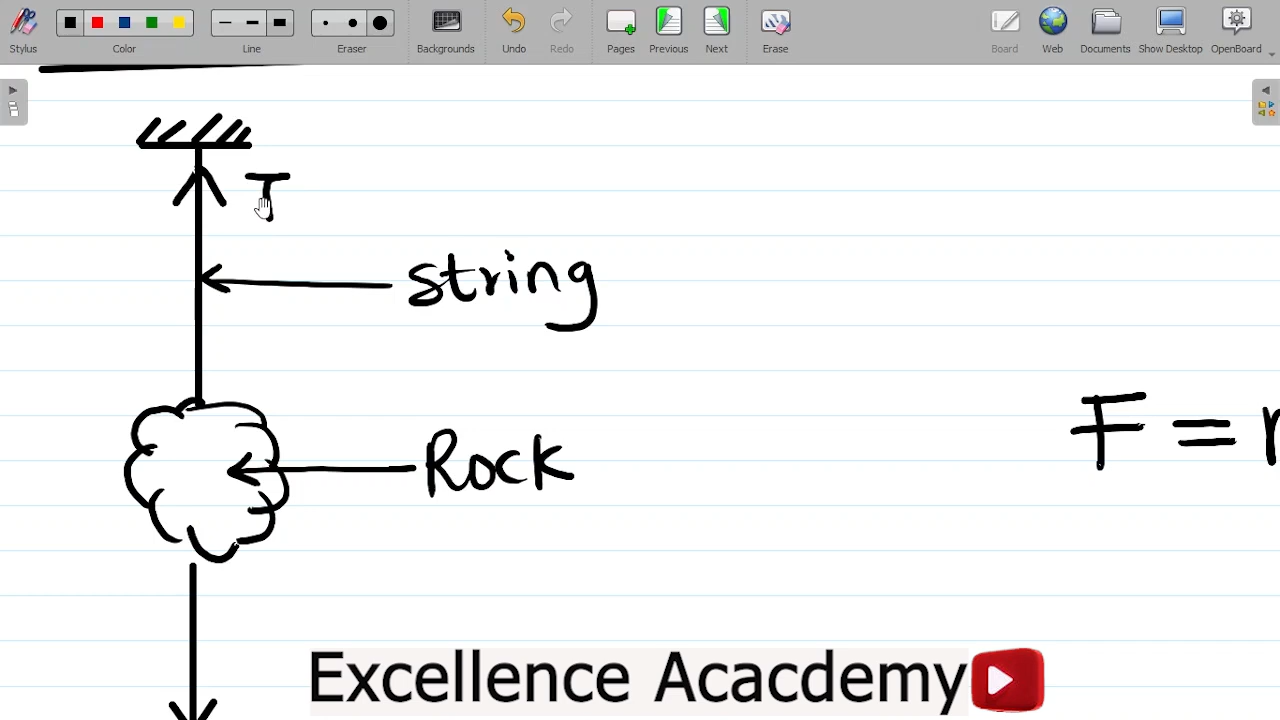 Stylus Color Line Eraser Backgrounds Undo Redo Pages Previous Next Erase Board Web Documents Show Desktop OpenBoard
T
string
F =
Rock
Excellence Acacdemy